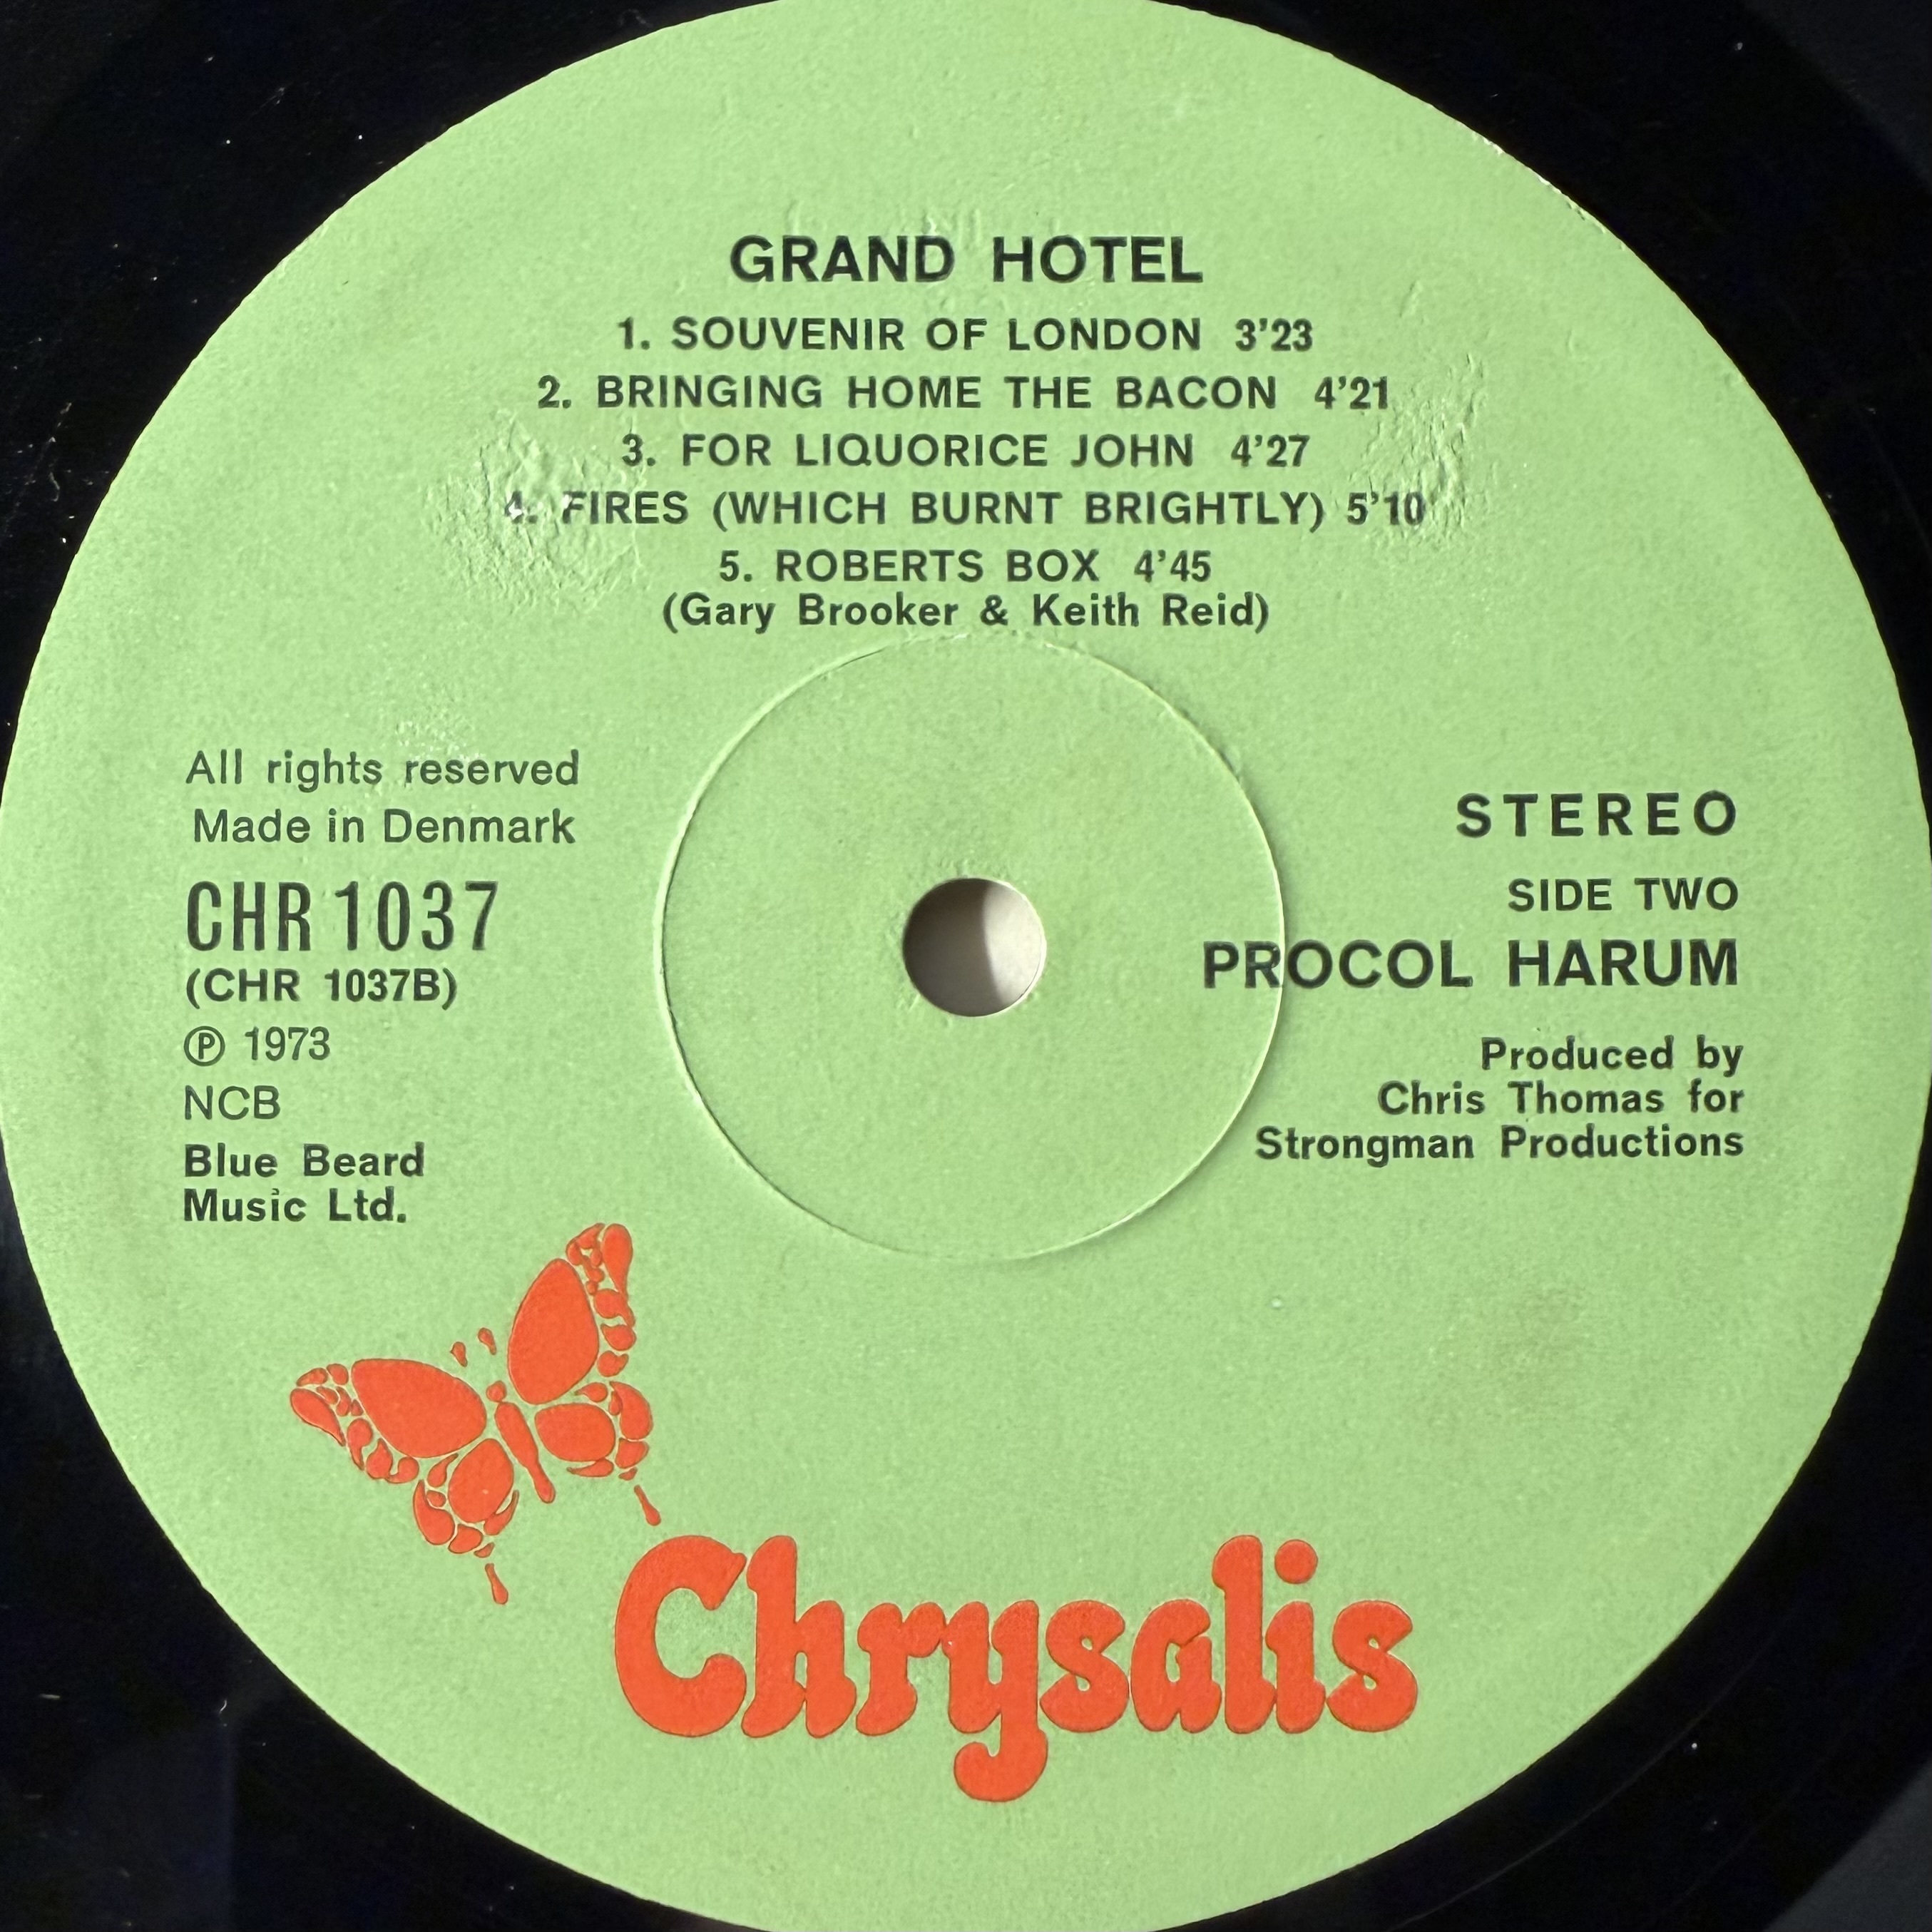 GRAND HOTEL
1. SOUVENIR OF LONDON 3'23
2. BRINGING HOME THE BACON 4'21
3. FOR LIQUORICE JOHN 4'27
4. FIRES (WHICH BURNT BRIGHTLY) 5'10
5. ROBERTS BOX 4'45
(Gary Brooker & Keith Reid)
All rights reserved
Made in Denmark
CHR 1037
(CHR 1037B)
Ⓟ 1973
NCB
Blue Beard
Music Ltd.
STEREO
SIDE TWO
PROCOL HARUM
Produced by
Chris Thomas for
Strongman Productions
Chrysalis